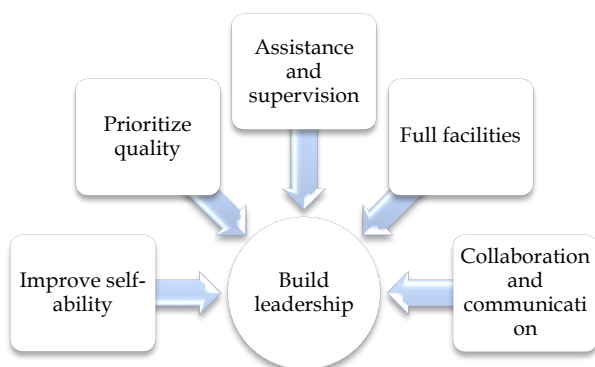 Assistance
and
supervision
Prioritize
quality
Full facilities
Improve self-
ability
Build
leadership
Collaboration
and
communicati
on